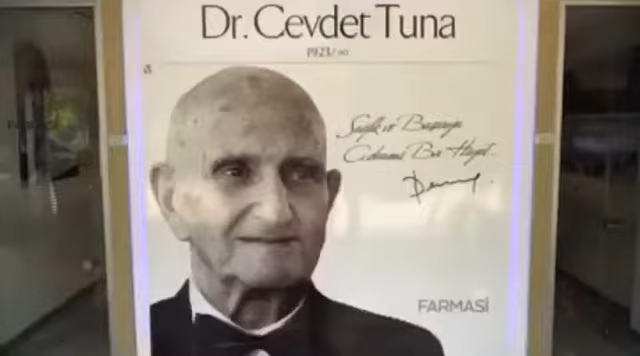 Dr. Cevdet Tuna
1923/∞
Sağlık ve Başarıya
Adanmış Bir Hayat...
FARMASİ